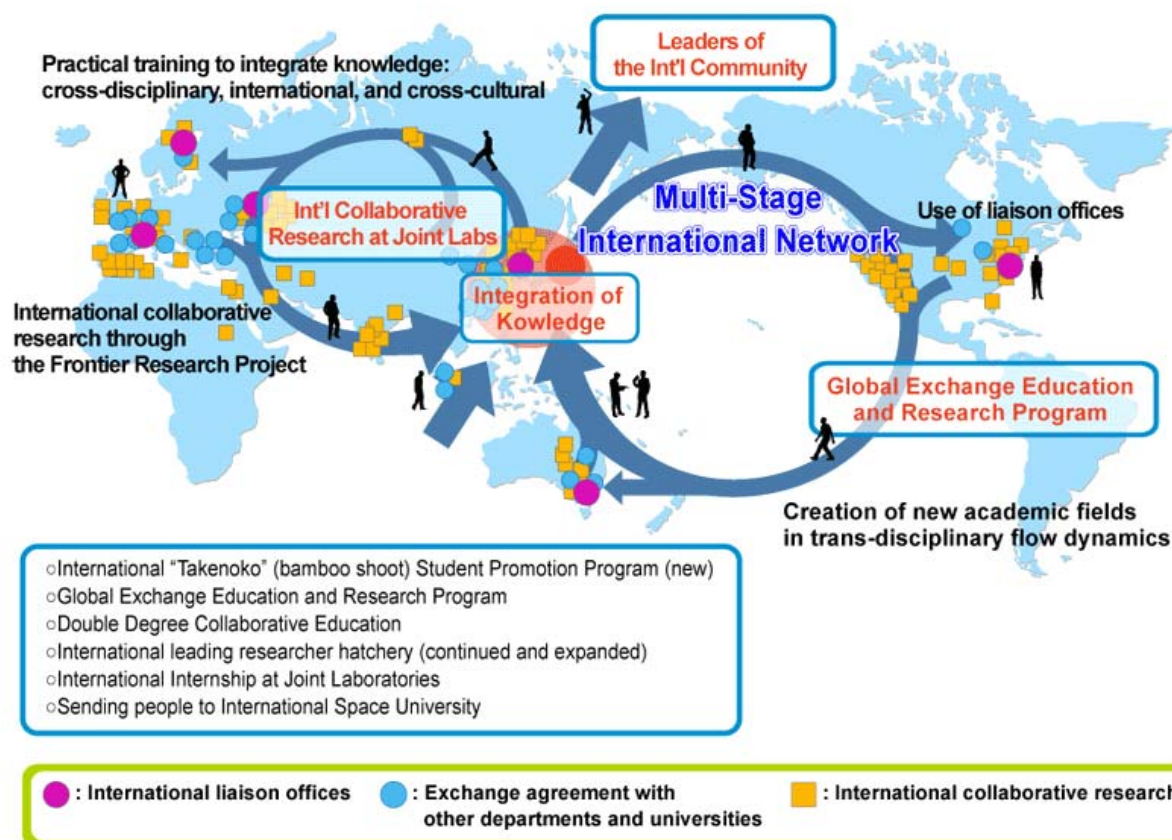 Leaders of
the Int'l Community
Practical training to integrate knowledge:
cross-disciplinary, international, and cross-cultural
Multi-Stage
International Network
Use of liaison offices
Int'l Collaborative
Research at Joint Labs
Integration of
Kowledge
International collaborative
research through
the Frontier Research Project
Global Exchange Education
and Research Program
Creation of new academic fields
in trans-disciplinary flow dynamics
○International “Takenoko” (bamboo shoot) Student Promotion Program (new)
○Global Exchange Education and Research Program
○Double Degree Collaborative Education
○International leading researcher hatchery (continued and expanded)
○International Internship at Joint Laboratories
○Sending people to International Space University
: International liaison offices
: Exchange agreement with
other departments and universities
: International collaborative research